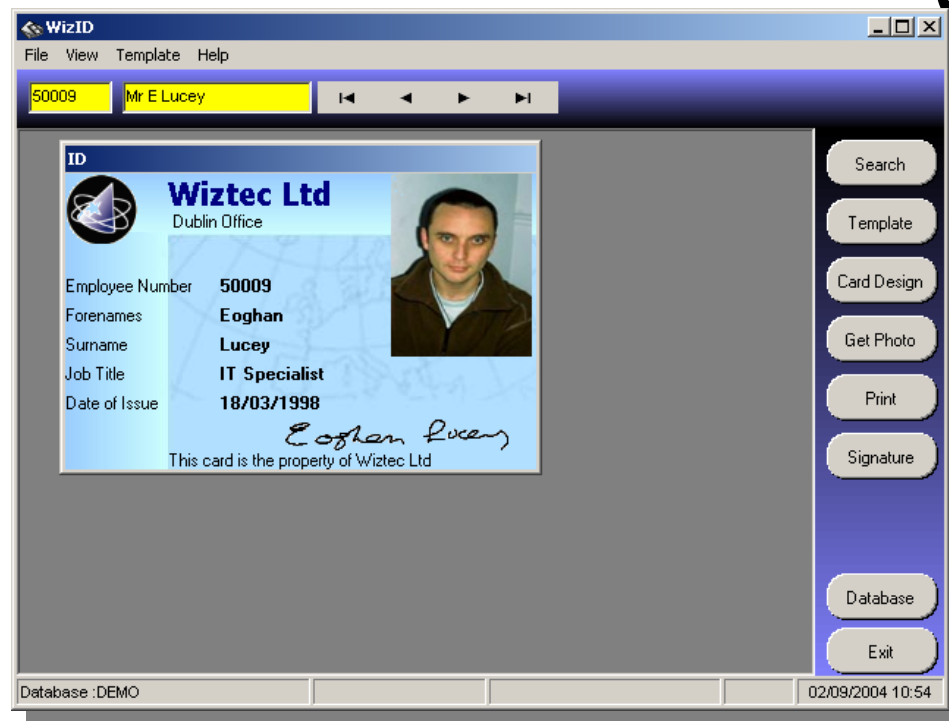 WizID
File View Template Help
50009 Mr E Lucey
ID
Wiztec Ltd
Dublin Office
Employee Number 50009
Forenames Eoghan
Surname Lucey
Job Title IT Specialist
Date of Issue 18/03/1998
Eoghan Lucey
This card is the property of Wiztec Ltd
Search
Template
Card Design
Get Photo
Print
Signature
Database
Exit
Database :DEMO 02/09/2004 10:54